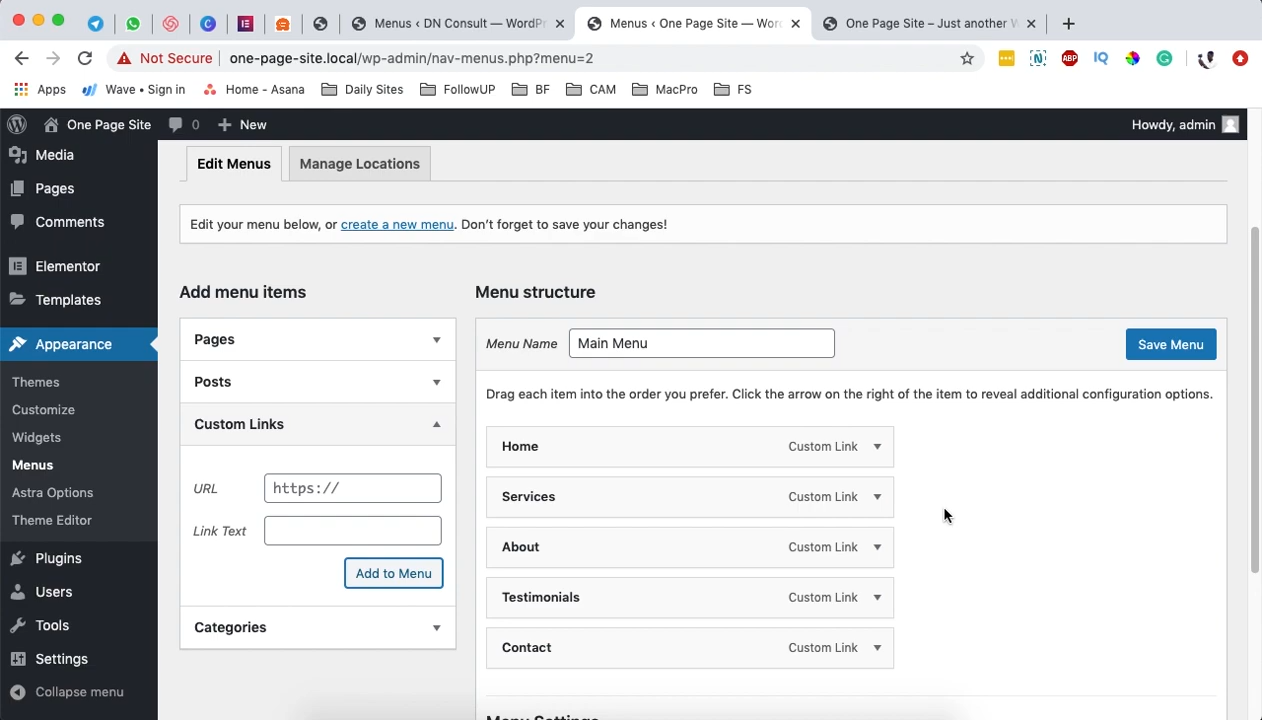 Menus ‹ DN Consult — WordPr
Menus ‹ One Page Site — Wor
One Page Site – Just another W
Not Secure
one-page-site.local/wp-admin/nav-menus.php?menu=2
ABP
IQ
Apps
Wave • Sign in
Home - Asana
Daily Sites
FollowUP
BF
CAM
MacPro
FS
One Page Site
0
New
Howdy, admin
Media
Pages
Comments
Elementor
Templates
Appearance
Themes
Customize
Widgets
Menus
Astra Options
Theme Editor
Plugins
Users
Tools
Settings
Collapse menu
Edit Menus
Manage Locations
Edit your menu below, or create a new menu. Don’t forget to save your changes!
Add menu items
Pages
Posts
Custom Links
URL
https://
Link Text
Add to Menu
Categories
Menu structure
Menu Name
Main Menu
Save Menu
Drag each item into the order you prefer. Click the arrow on the right of the item to reveal additional configuration options.
Home Custom Link
Services Custom Link
About Custom Link
Testimonials Custom Link
Contact Custom Link
Menu Settings